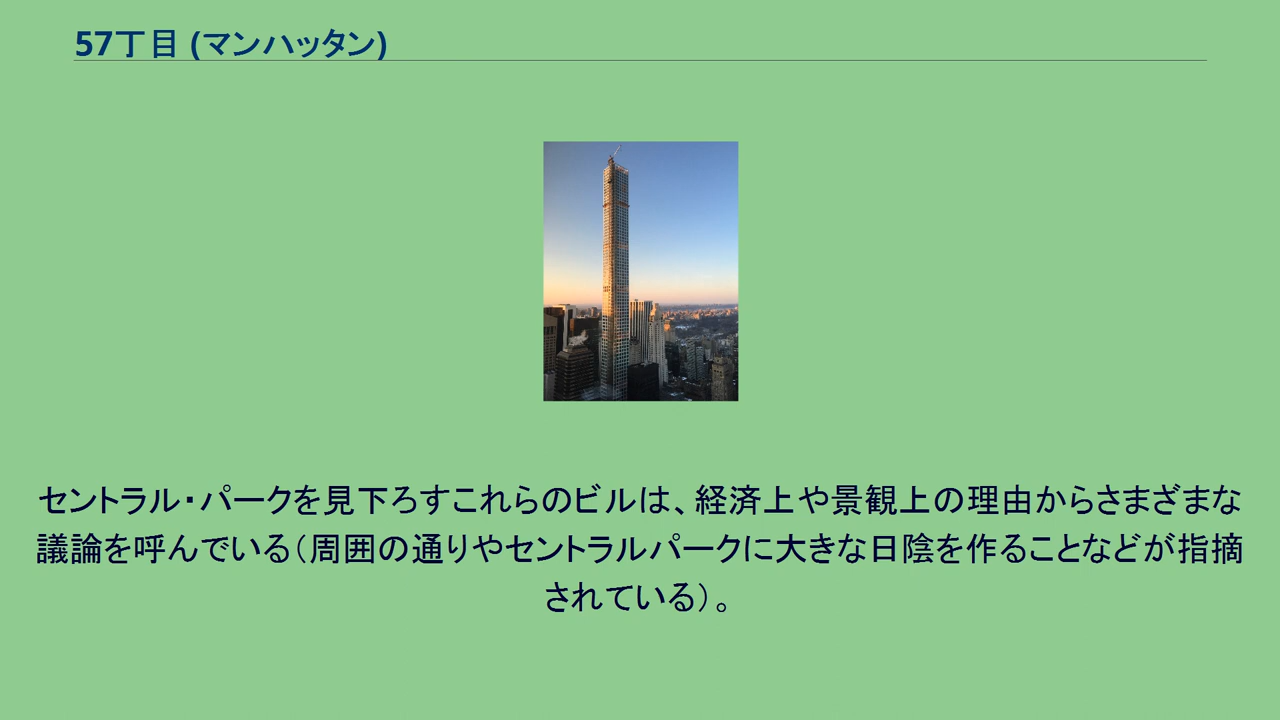 57丁目 (マンハッタン)
セントラル・パークを見下ろすこれらのビルは、経済上や景観上の理由からさまざまな
議論を呼んでいる（周囲の通りやセントラルパークに大きな日陰を作ることなどが指摘
されている）。